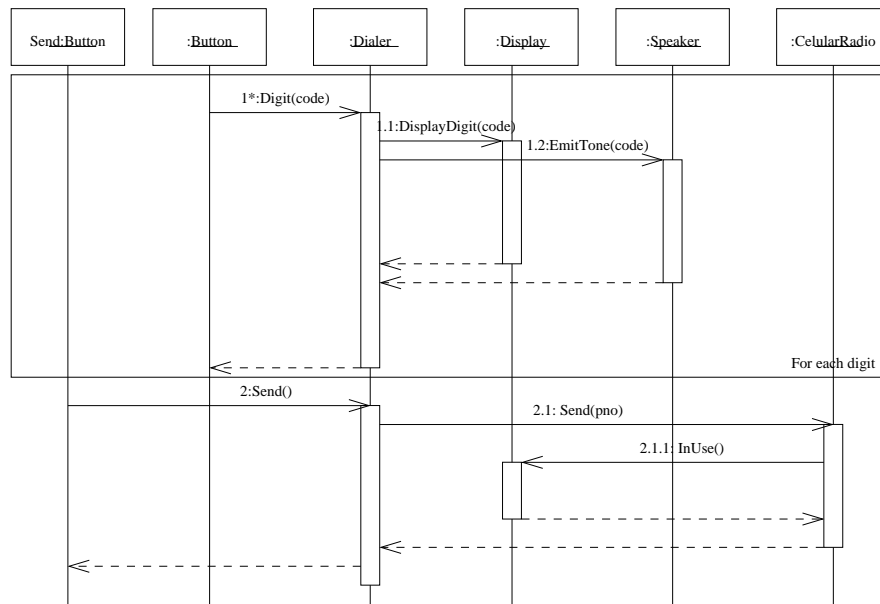 Send:Button
:Button
:Dialer
:Display
:Speaker
:CelularRadio
1*:Digit(code)
1.1:DisplayDigit(code)
1.2:EmitTone(code)
For each digit
2:Send()
2.1: Send(pno)
2.1.1: InUse()